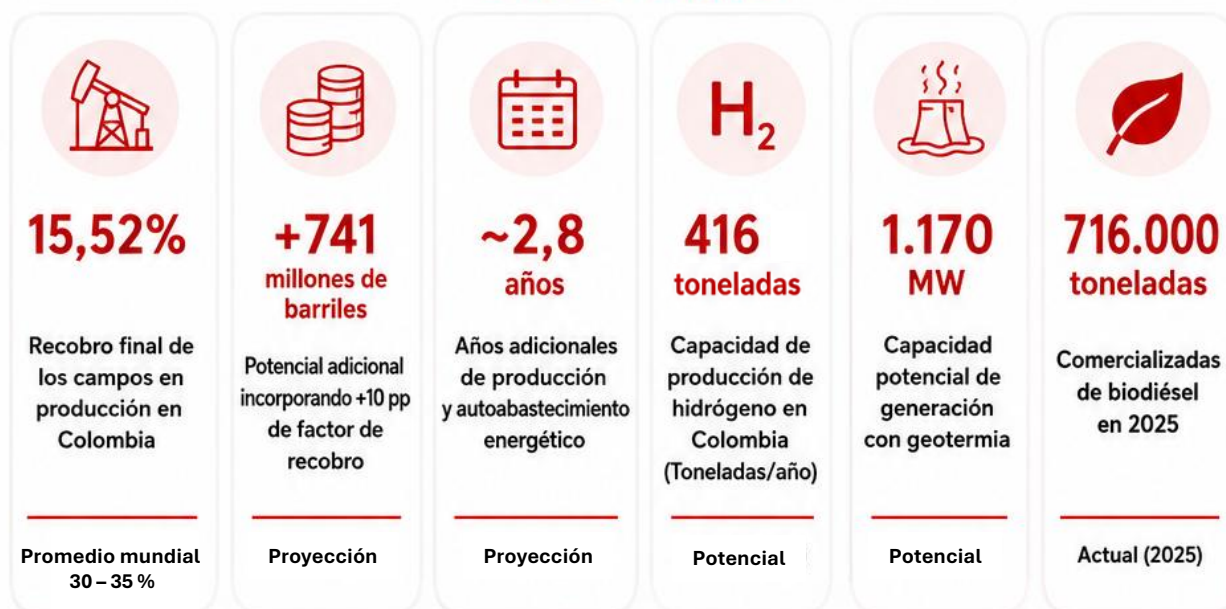 15,52%
Recobro final de
los campos en
producción en
Colombia
Promedio mundial
30 – 35 %
+741
millones de
barriles
Potencial adicional
incorporando +10 pp
de factor de
recobro
Proyección
~2,8
años
Años adicionales
de producción
y autoabastecimiento
energético
Proyección
H2
416
toneladas
Capacidad de
producción de
hidrógeno en
Colombia
(Toneladas/año)
Potencial
1.170
MW
Capacidad
potencial de
generación
con geotermia
Potencial
716.000
toneladas
Comercializadas
de biodiésel
en 2025
Actual (2025)